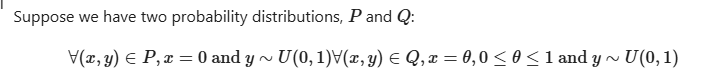 Suppose we have two probability distributions, P and Q:
∀(x, y) ∈ P, x = 0 and y ∼ U(0, 1)∀(x, y) ∈ Q, x = θ, 0 ≤ θ ≤ 1 and y ∼ U(0, 1)